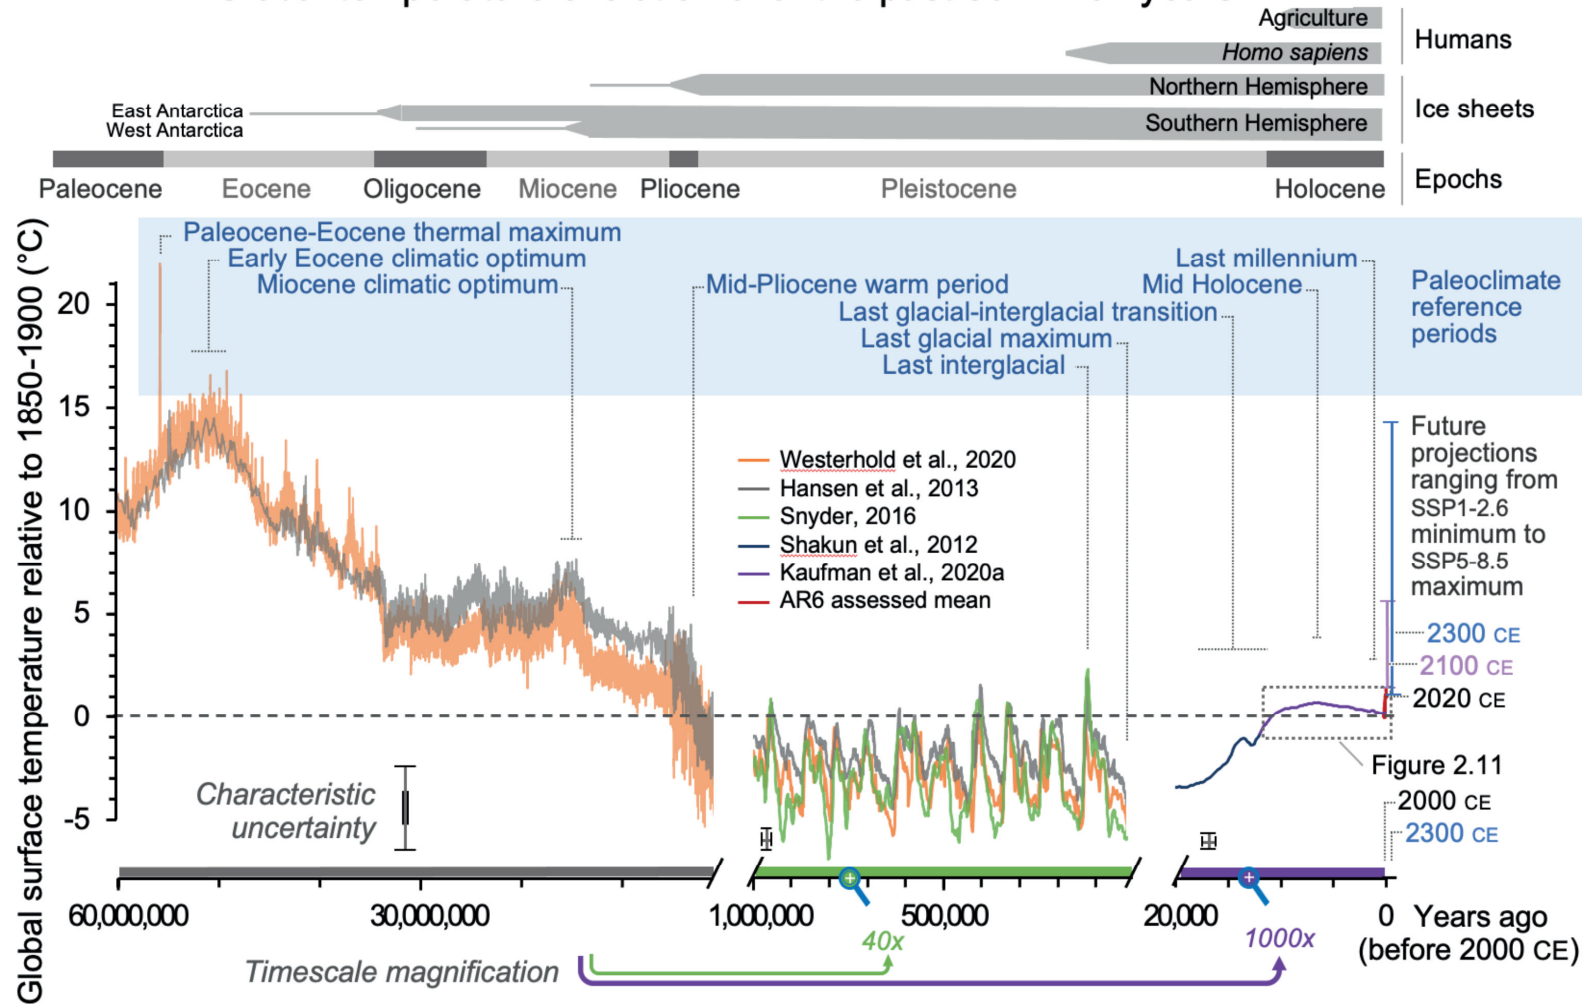 Agriculture
Homo sapiens
Humans
Northern Hemisphere
East Antarctica
West Antarctica
Southern Hemisphere
Ice sheets
Paleocene Eocene Oligocene Miocene Pliocene Pleistocene Holocene Epochs
Global surface temperature relative to 1850-1900 (°C)
20
15
10
5
0
-5
Paleocene-Eocene thermal maximum
Early Eocene climatic optimum
Miocene climatic optimum
Mid-Pliocene warm period
Last millennium
Mid Holocene
Last glacial-interglacial transition
Last glacial maximum
Last interglacial
Paleoclimate
reference
periods
Westerhold et al., 2020
Hansen et al., 2013
Snyder, 2016
Shakun et al., 2012
Kaufman et al., 2020a
AR6 assessed mean
Future
projections
ranging from
SSP1-2.6
minimum to
SSP5-8.5
maximum
2300 CE
2100 CE
2020 CE
Figure 2.11
2000 CE
2300 CE
Characteristic
uncertainty
60,000,000 30,000,000 1,000,000 500,000 20,000 0 Years ago
(before 2000 CE)
40x
1000x
Timescale magnification